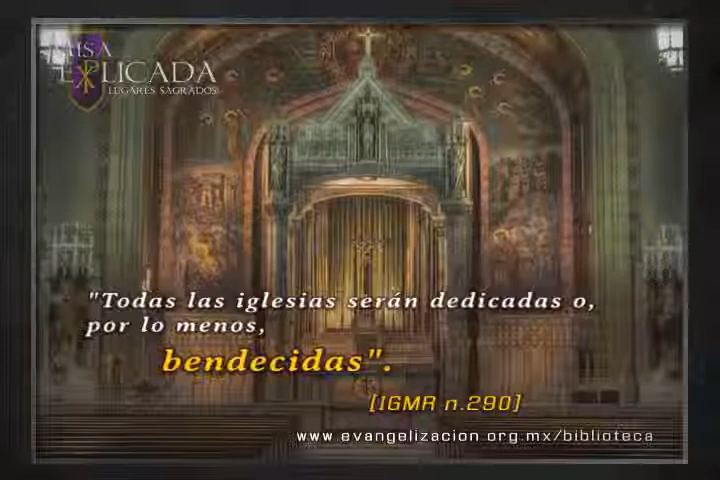 MISA
EXPLICADA
LUGARES SAGRADOS
"Todas las iglesias serán dedicadas o,
por lo menos,
bendecidas".
[IGMR n.290]
www.evangelizacion.org.mx/biblioteca